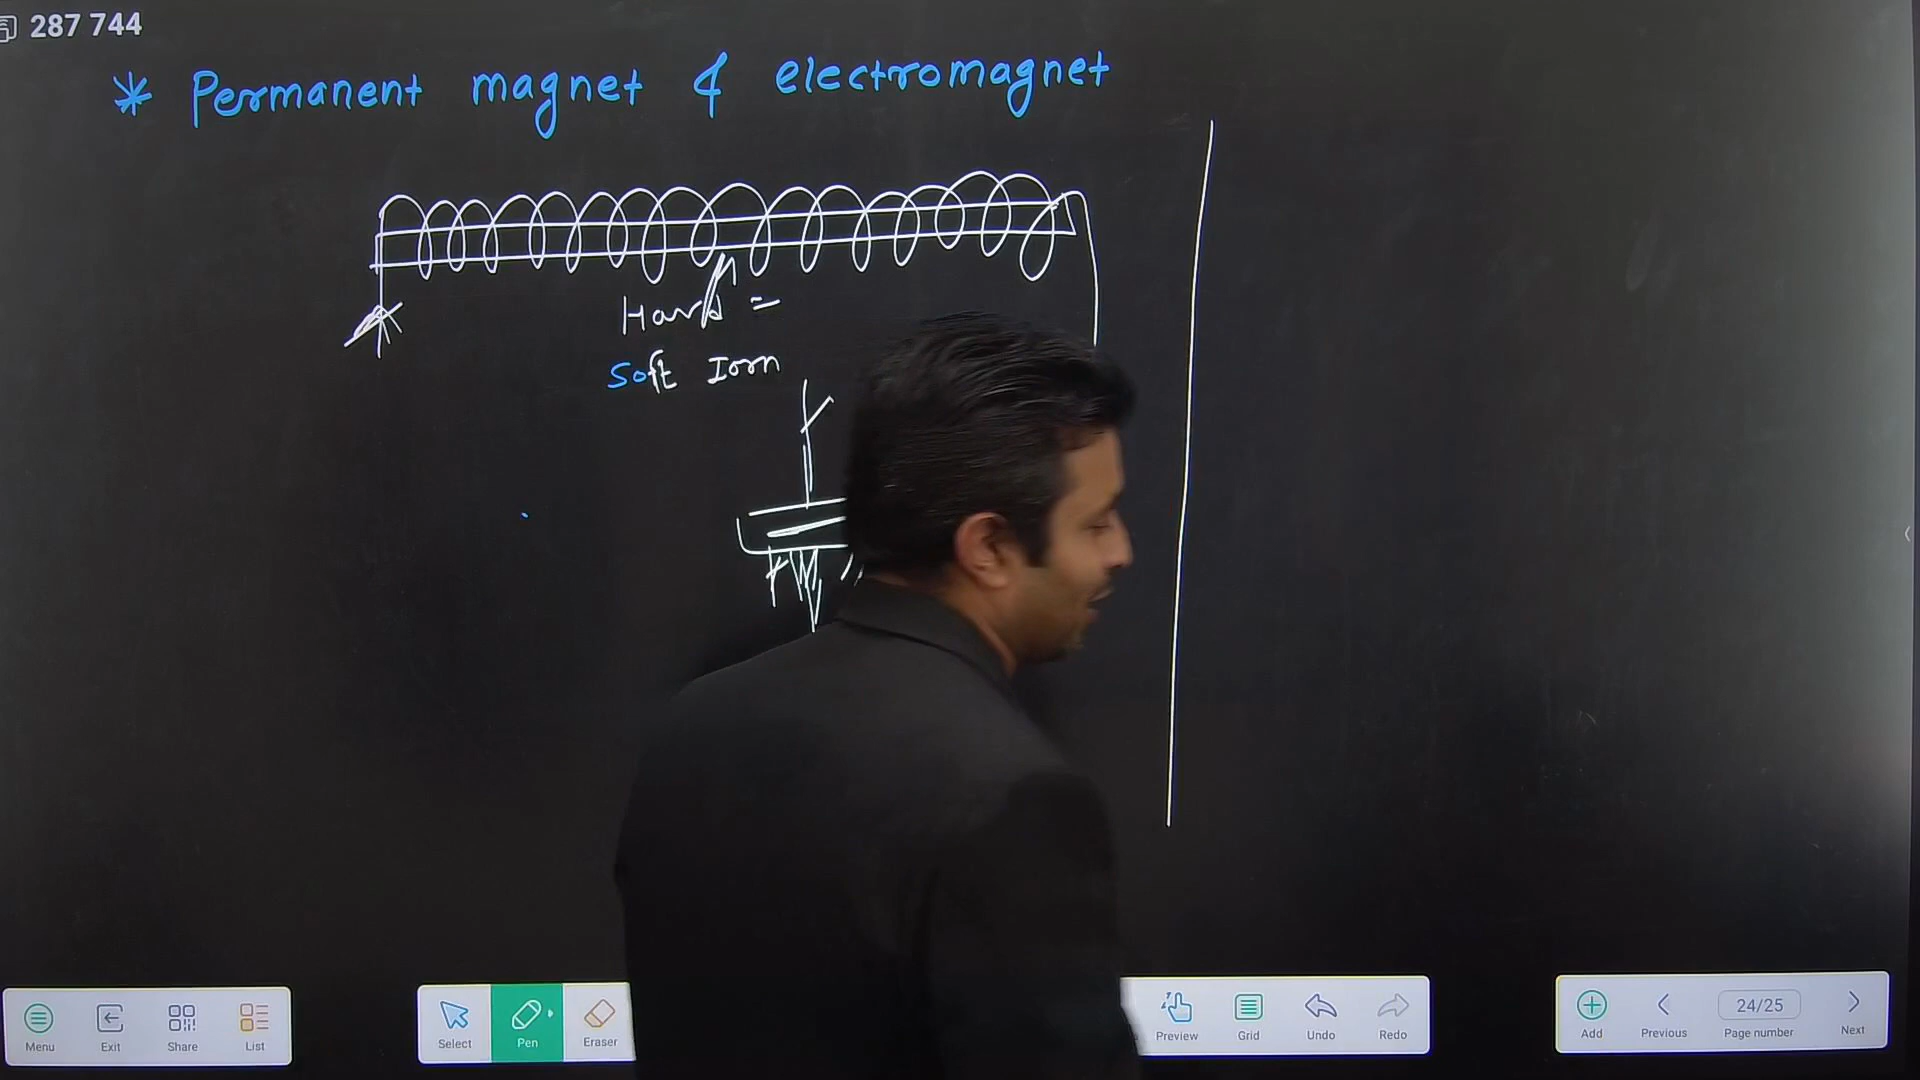 287 744
* Permanent magnet & electromagnet
Hard =
Soft Iron
Menu Exit Share List
Select Pen Eraser
Preview Grid Undo Redo
Add Previous 24/25 Page number Next